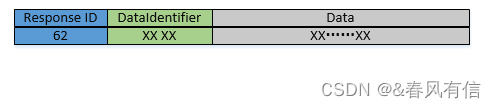 Response ID DataIdentifier Data
62 XX XX XX······XX
CSDN @&春风有信